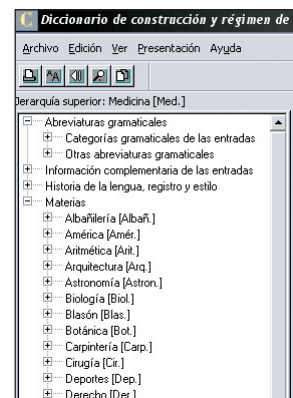 Diccionario de construcción y régimen de
Archivo Edición Ver Presentación Ayuda
Jerarquía superior: Medicina [Med.]
Abreviaturas gramaticales
Categorías gramaticales de las entradas
Otras abreviaturas gramaticales
Información complementaria de las entradas
Historia de la lengua, registro y estilo
Materias
Albañilería [Albañ.]
América [Amér.]
Aritmética [Arit.]
Arquitectura [Arq.]
Astronomía [Astron.]
Biología [Biol.]
Blasón [Blas.]
Botánica [Bot.]
Carpintería [Carp.]
Cirugía [Cir.]
Deportes [Dep.]
Derecho [Der.]